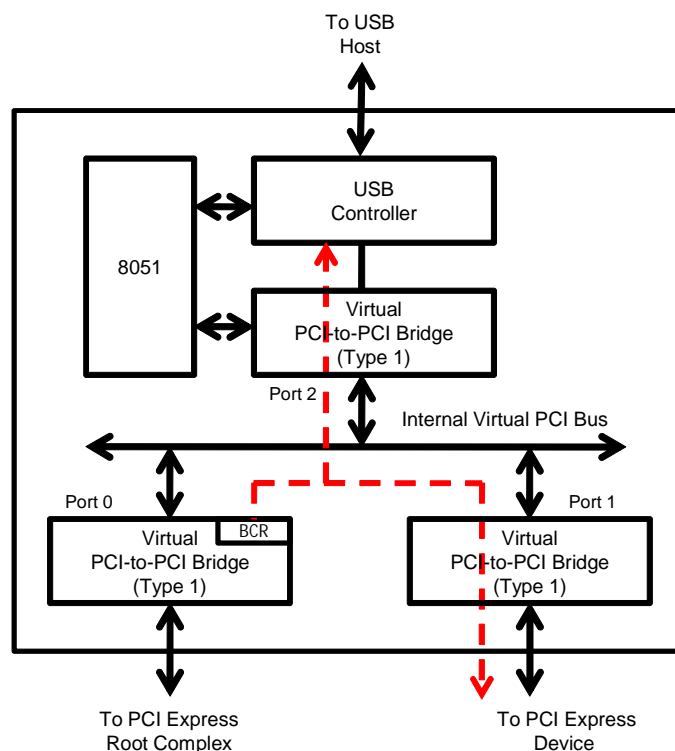 To USB
Host
USB
Controller
8051
Virtual
PCI-to-PCI Bridge
(Type 1)
Port 2
Internal Virtual PCI Bus
Port 0
Port 1
BCR
Virtual
PCI-to-PCI Bridge
(Type 1)
Virtual
PCI-to-PCI Bridge
(Type 1)
To PCI Express
Root Complex
To PCI Express
Device